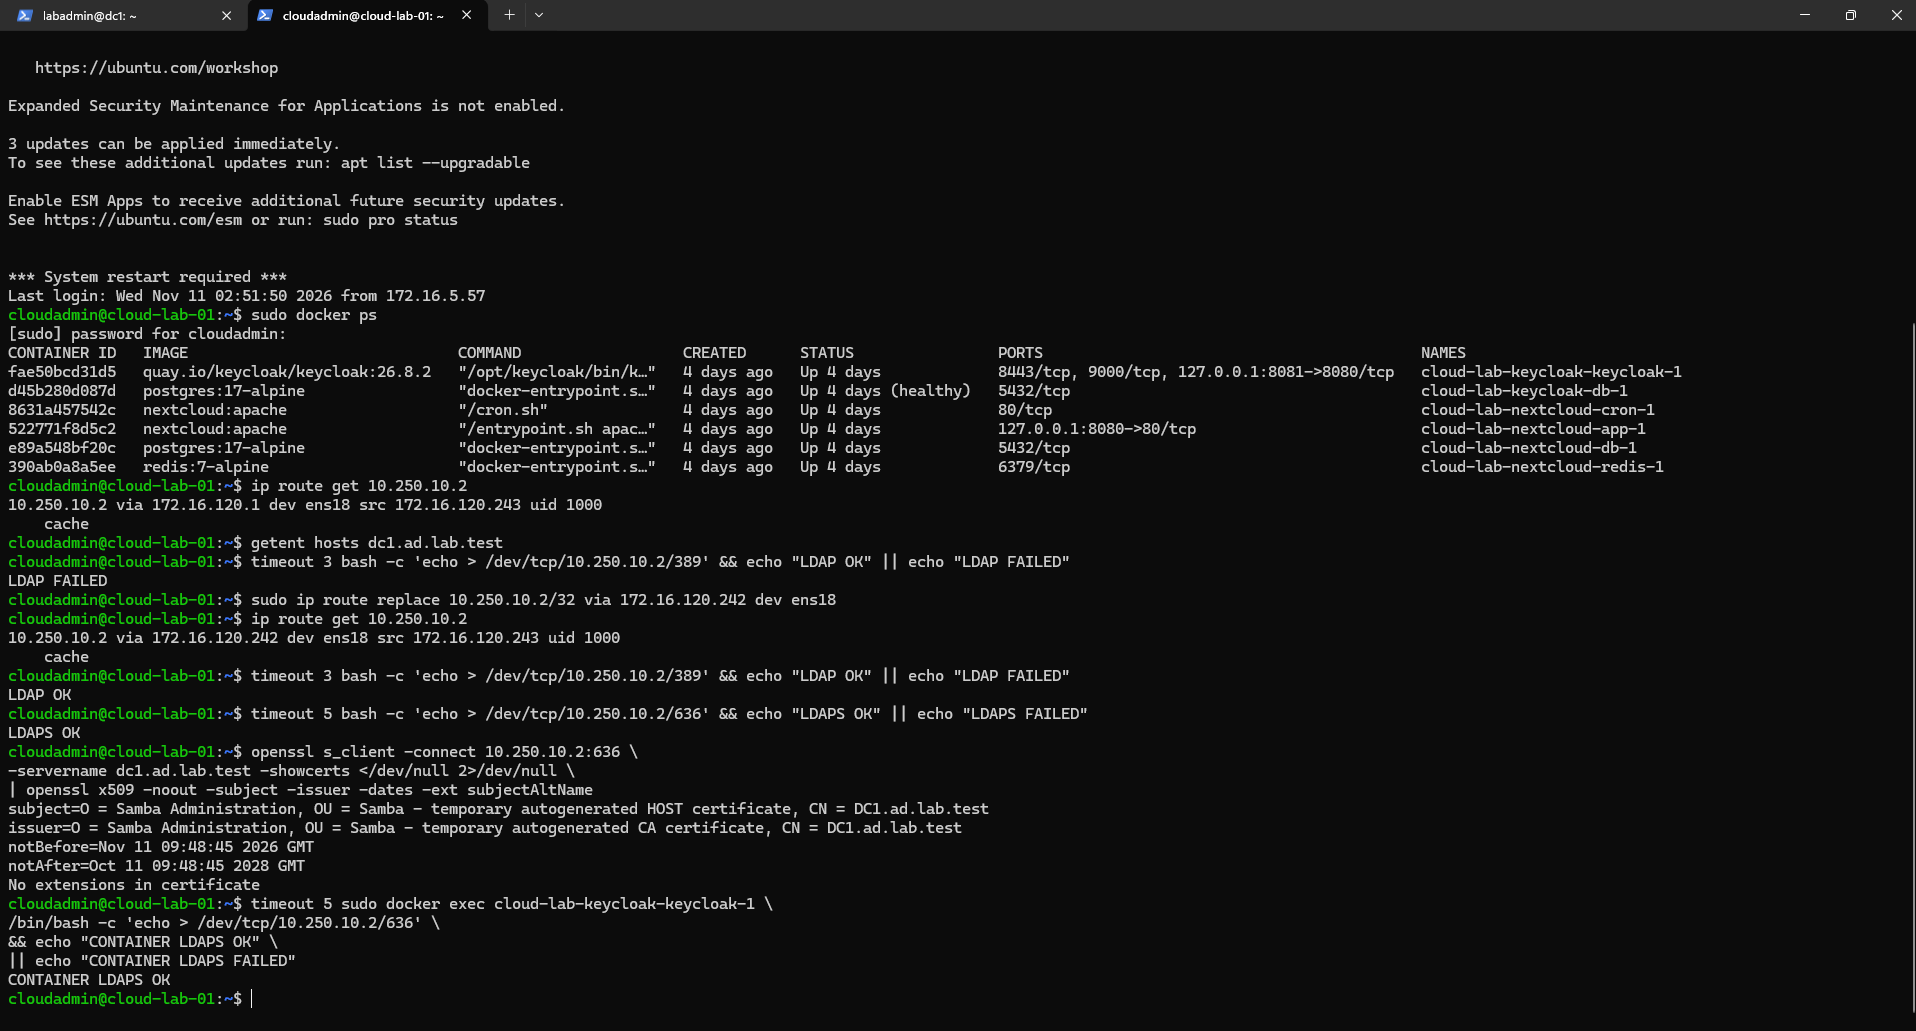 labadmin@dc1: ~
cloudadmin@cloud-lab-01: ~
https://ubuntu.com/workshop
Expanded Security Maintenance for Applications is not enabled.
3 updates can be applied immediately.
To see these additional updates run: apt list --upgradable
Enable ESM Apps to receive additional future security updates.
See https://ubuntu.com/esm or run: sudo pro status
*** System restart required ***
Last login: Wed Nov 11 02:51:50 2026 from 172.16.5.57
cloudadmin@cloud-lab-01:~$ sudo docker ps
[sudo] password for cloudadmin:
CONTAINER ID   IMAGE                              COMMAND                  CREATED      STATUS                PORTS                                          NAMES
fae50bcd31d5   quay.io/keycloak/keycloak:26.8.2   "/opt/keycloak/bin/k…"   4 days ago   Up 4 days             8443/tcp, 9000/tcp, 127.0.0.1:8081->8080/tcp   cloud-lab-keycloak-keycloak-1
d45b280d087d   postgres:17-alpine                 "docker-entrypoint.s…"   4 days ago   Up 4 days (healthy)   5432/tcp                                       cloud-lab-keycloak-db-1
8631a457542c   nextcloud:apache                   "/cron.sh"               4 days ago   Up 4 days             80/tcp                                         cloud-lab-nextcloud-cron-1
522771f8d5c2   nextcloud:apache                   "/entrypoint.sh apac…"   4 days ago   Up 4 days             127.0.0.1:8080->80/tcp                         cloud-lab-nextcloud-app-1
e89a548bf20c   postgres:17-alpine                 "docker-entrypoint.s…"   4 days ago   Up 4 days             5432/tcp                                       cloud-lab-nextcloud-db-1
390ab0a8a5ee   redis:7-alpine                     "docker-entrypoint.s…"   4 days ago   Up 4 days             6379/tcp                                       cloud-lab-nextcloud-redis-1
cloudadmin@cloud-lab-01:~$ ip route get 10.250.10.2
10.250.10.2 via 172.16.120.1 dev ens18 src 172.16.120.243 uid 1000
    cache
cloudadmin@cloud-lab-01:~$ getent hosts dc1.ad.lab.test
cloudadmin@cloud-lab-01:~$ timeout 3 bash -c 'echo > /dev/tcp/10.250.10.2/389' && echo "LDAP OK" || echo "LDAP FAILED"
LDAP FAILED
cloudadmin@cloud-lab-01:~$ sudo ip route replace 10.250.10.2/32 via 172.16.120.242 dev ens18
cloudadmin@cloud-lab-01:~$ ip route get 10.250.10.2
10.250.10.2 via 172.16.120.242 dev ens18 src 172.16.120.243 uid 1000
    cache
cloudadmin@cloud-lab-01:~$ timeout 3 bash -c 'echo > /dev/tcp/10.250.10.2/389' && echo "LDAP OK" || echo "LDAP FAILED"
LDAP OK
cloudadmin@cloud-lab-01:~$ timeout 5 bash -c 'echo > /dev/tcp/10.250.10.2/636' && echo "LDAPS OK" || echo "LDAPS FAILED"
LDAPS OK
cloudadmin@cloud-lab-01:~$ openssl s_client -connect 10.250.10.2:636 \
-servername dc1.ad.lab.test -showcerts </dev/null 2>/dev/null \
| openssl x509 -noout -subject -issuer -dates -ext subjectAltName
subject=O = Samba Administration, OU = Samba - temporary autogenerated HOST certificate, CN = DC1.ad.lab.test
issuer=O = Samba Administration, OU = Samba - temporary autogenerated CA certificate, CN = DC1.ad.lab.test
notBefore=Nov 11 09:48:45 2026 GMT
notAfter=Oct 11 09:48:45 2028 GMT
No extensions in certificate
cloudadmin@cloud-lab-01:~$ timeout 5 sudo docker exec cloud-lab-keycloak-keycloak-1 \
/bin/bash -c 'echo > /dev/tcp/10.250.10.2/636' \
&& echo "CONTAINER LDAPS OK" \
|| echo "CONTAINER LDAPS FAILED"
CONTAINER LDAPS OK
cloudadmin@cloud-lab-01:~$